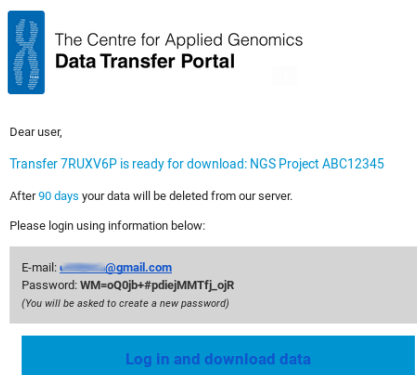 The Centre for Applied Genomics
Data Transfer Portal
Dear user,
Transfer 7RUXV6P is ready for download: NGS Project ABC12345
After 90 days your data will be deleted from our server.
Please login using information below:
E-mail: @gmail.com
Password: WM=oQ0jb+#pdiejMMTfj_ojR
(You will be asked to create a new password)
Log in and download data